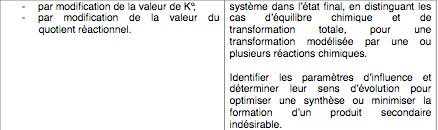 - par modification de la valeur de K°;
- par modification de la valeur du
quotient réactionnel.
système dans l'état final, en distinguant les
cas d'équilibre chimique et de
transformation totale, pour une
transformation modélisée par une ou
plusieurs réactions chimiques.
Identifier les paramètres d'influence et
déterminer leur sens d'évolution pour
optimiser une synthèse ou minimiser la
formation d'un produit secondaire
indésirable.